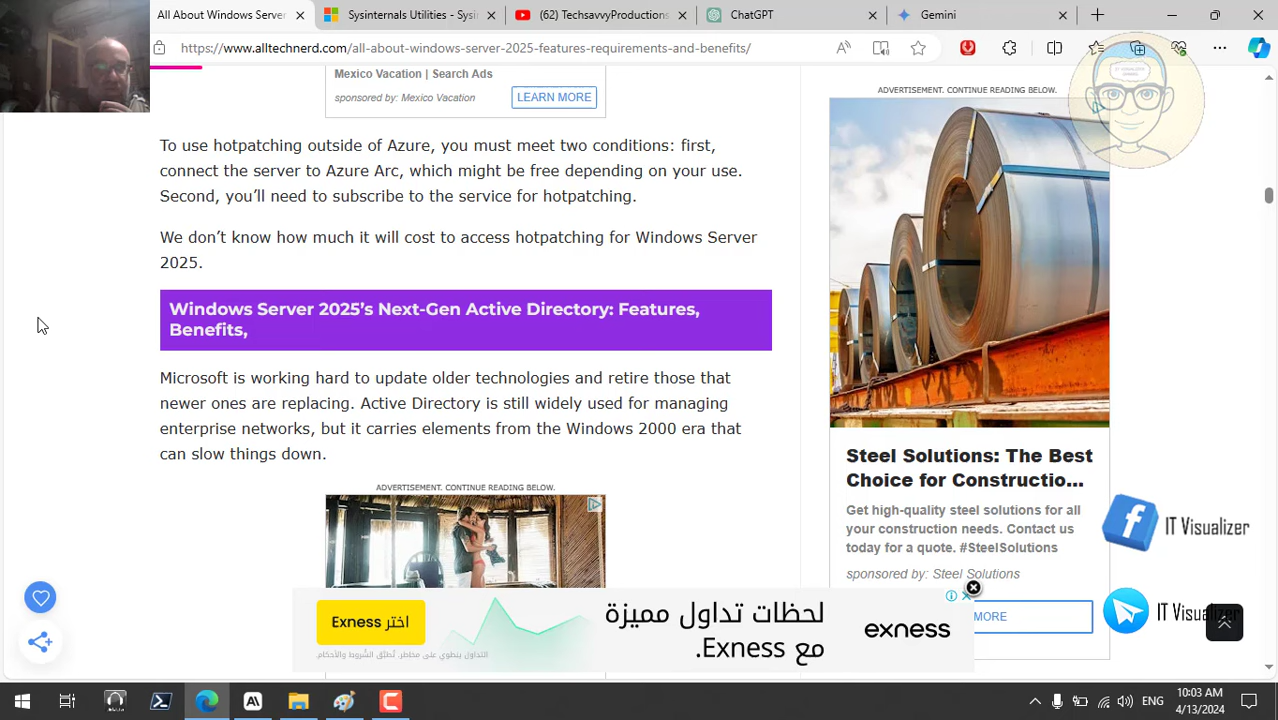 All About Windows Server
Sysinternals Utilities - Sysi
(62) TechsavvyProductions
ChatGPT
Gemini
https://www.alltechnerd.com/all-about-windows-server-2025-features-requirements-and-benefits/
Mexico Vacation | Search Ads
sponsored by: Mexico Vacation
LEARN MORE
To use hotpatching outside of Azure, you must meet two conditions: first,
connect the server to Azure Arc, which might be free depending on your use.
Second, you’ll need to subscribe to the service for hotpatching.
We don’t know how much it will cost to access hotpatching for Windows Server
2025.
Windows Server 2025’s Next-Gen Active Directory: Features,
Benefits,
Microsoft is working hard to update older technologies and retire those that
newer ones are replacing. Active Directory is still widely used for managing
enterprise networks, but it carries elements from the Windows 2000 era that
can slow things down.
ADVERTISEMENT. CONTINUE READING BELOW.
ADVERTISEMENT. CONTINUE READING BELOW.
Steel Solutions: The Best
Choice for Constructio...
Get high-quality steel solutions for all
your construction needs. Contact us
today for a quote. #SteelSolutions
sponsored by: Steel Solutions
MORE
IT Visualizer
IT Visualizer
اختر Exness
التداول ينطوي على مخاطر. تُطبَّق الشُّروط والأحكام.
لحظات تداول مميزة
مع Exness.
exness
ENG
10:03 AM
4/13/2024